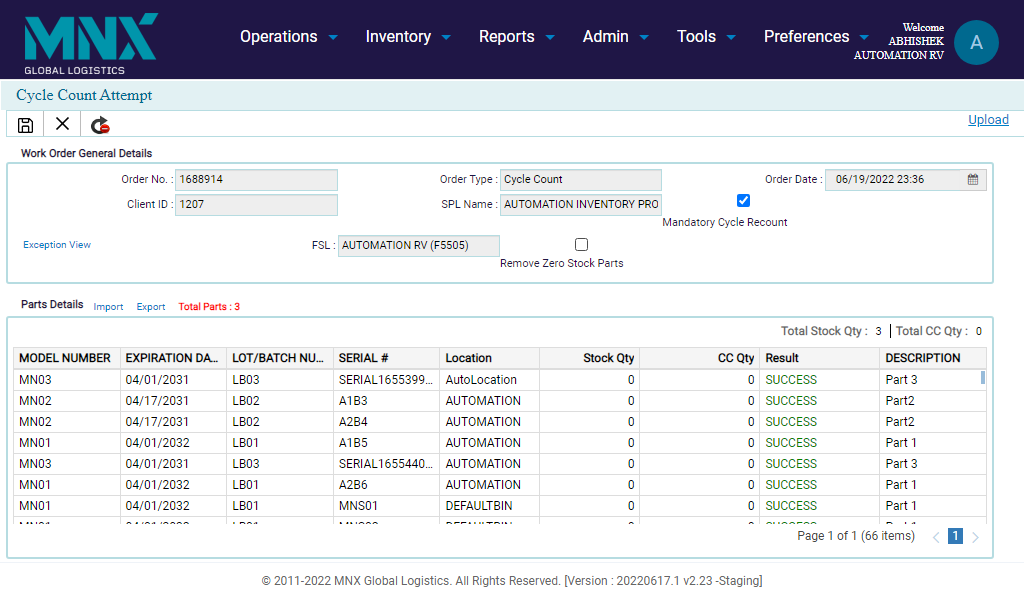 MNX
GLOBAL LOGISTICS
Operations Inventory Reports Admin Tools Preferences
Welcome
ABHISHEK
AUTOMATION RV
A
Cycle Count Attempt
Upload
Work Order General Details
Order No. : 1688914 Order Type : Cycle Count Order Date : 06/19/2022 23:36
Client ID : 1207 SPL Name : AUTOMATION INVENTORY PRO
Mandatory Cycle Recount
Exception View FSL : AUTOMATION RV (F5505)
Remove Zero Stock Parts
Parts Details Import Export Total Parts : 3
Total Stock Qty : 3 Total CC Qty : 0
MODEL NUMBER EXPIRATION DA... LOT/BATCH NU... SERIAL # Location Stock Qty CC Qty Result DESCRIPTION
MN03 04/01/2031 LB03 SERIAL1655399... AutoLocation 0 0 SUCCESS Part 3
MN02 04/17/2031 LB02 A1B3 AUTOMATION 0 0 SUCCESS Part2
MN02 04/17/2031 LB02 A2B4 AUTOMATION 0 0 SUCCESS Part2
MN01 04/01/2032 LB01 A1B5 AUTOMATION 0 0 SUCCESS Part 1
MN03 04/01/2031 LB03 SERIAL1655440... AUTOMATION 0 0 SUCCESS Part 3
MN01 04/01/2032 LB01 A2B6 AUTOMATION 0 0 SUCCESS Part 1
MN01 04/01/2032 LB01 MNS01 DEFAULTBIN 0 0 SUCCESS Part 1
Page 1 of 1 (66 items) 1
© 2011-2022 MNX Global Logistics. All Rights Reserved. [Version : 20220617.1 v2.23 -Staging]